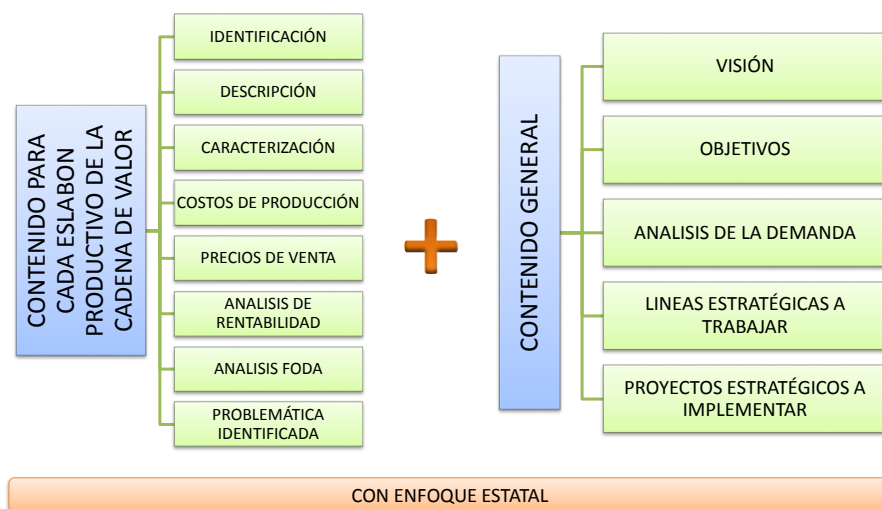 CONTENIDO PARA
CADA ESLABON
PRODUCTIVO DE LA
CADENA DE VALOR
IDENTIFICACIÓN
DESCRIPCIÓN
CARACTERIZACIÓN
COSTOS DE PRODUCCIÓN
PRECIOS DE VENTA
ANALISIS DE
RENTABILIDAD
ANALISIS FODA
PROBLEMÁTICA
IDENTIFICADA
CONTENIDO GENERAL
VISIÓN
OBJETIVOS
ANALISIS DE LA DEMANDA
LINEAS ESTRATÉGICAS A
TRABAJAR
PROYECTOS ESTRATÉGICOS A
IMPLEMENTAR
CON ENFOQUE ESTATAL